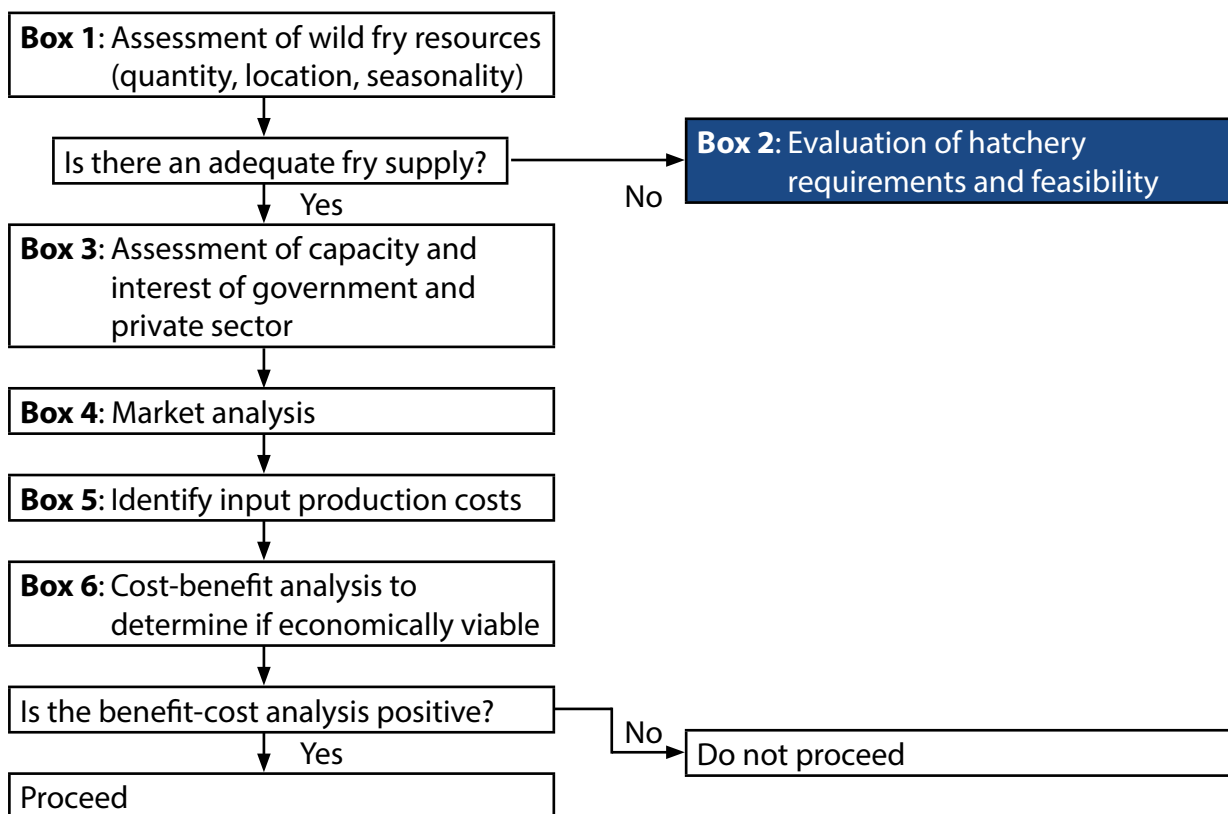 Box 1: Assessment of wild fry resources
(quantity, location, seasonality)
Is there an adequate fry supply?
No
Box 2: Evaluation of hatchery
requirements and feasibility
Yes
Box 3: Assessment of capacity and
interest of government and
private sector
Box 4: Market analysis
Box 5: Identify input production costs
Box 6: Cost-benefit analysis to
determine if economically viable
Is the benefit-cost analysis positive?
No
Do not proceed
Yes
Proceed